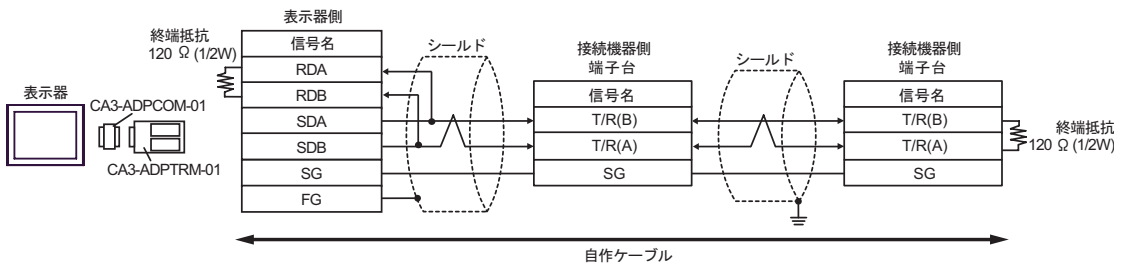 表示器側
終端抵抗
120 Ω (1/2W)
信号名
RDA
RDB
SDA
SDB
SG
FG
表示器
CA3-ADPCOM-01
CA3-ADPTRM-01
シールド
接続機器側
端子台
信号名
T/R(B)
T/R(A)
SG
シールド
接続機器側
端子台
信号名
T/R(B)
T/R(A)
SG
終端抵抗
120 Ω (1/2W)
自作ケーブル